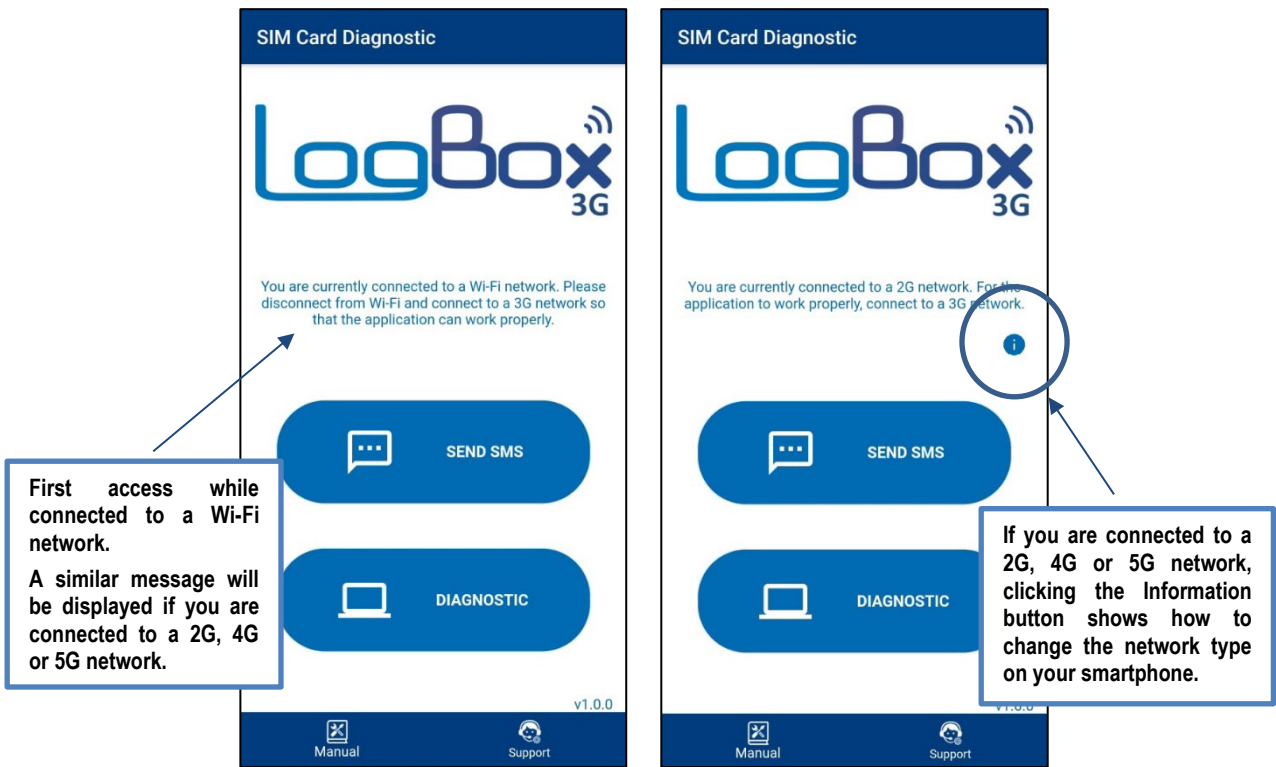 SIM Card Diagnostic
LogBox
3G
You are currently connected to a Wi-Fi network. Please
disconnect from Wi-Fi and connect to a 3G network so
that the application can work properly.
SEND SMS
DIAGNOSTIC
v1.0.0
Manual
Support
First access while
connected to a Wi-Fi
network.
A similar message will
be displayed if you are
connected to a 2G, 4G
or 5G network.
SIM Card Diagnostic
LogBox
3G
You are currently connected to a 2G network. For the
application to work properly, connect to a 3G network.
i
SEND SMS
DIAGNOSTIC
v1.0.0
Manual
Support
If you are connected to a
2G, 4G or 5G network,
clicking the Information
button shows how to
change the network type
on your smartphone.